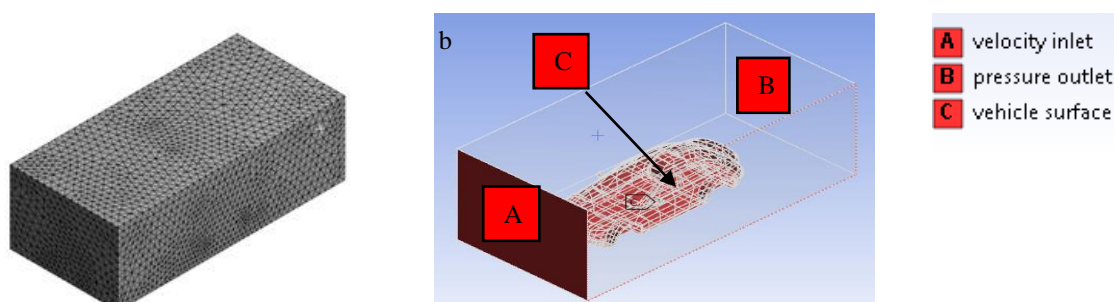 b
C
B
A
A velocity inlet
B pressure outlet
C vehicle surface